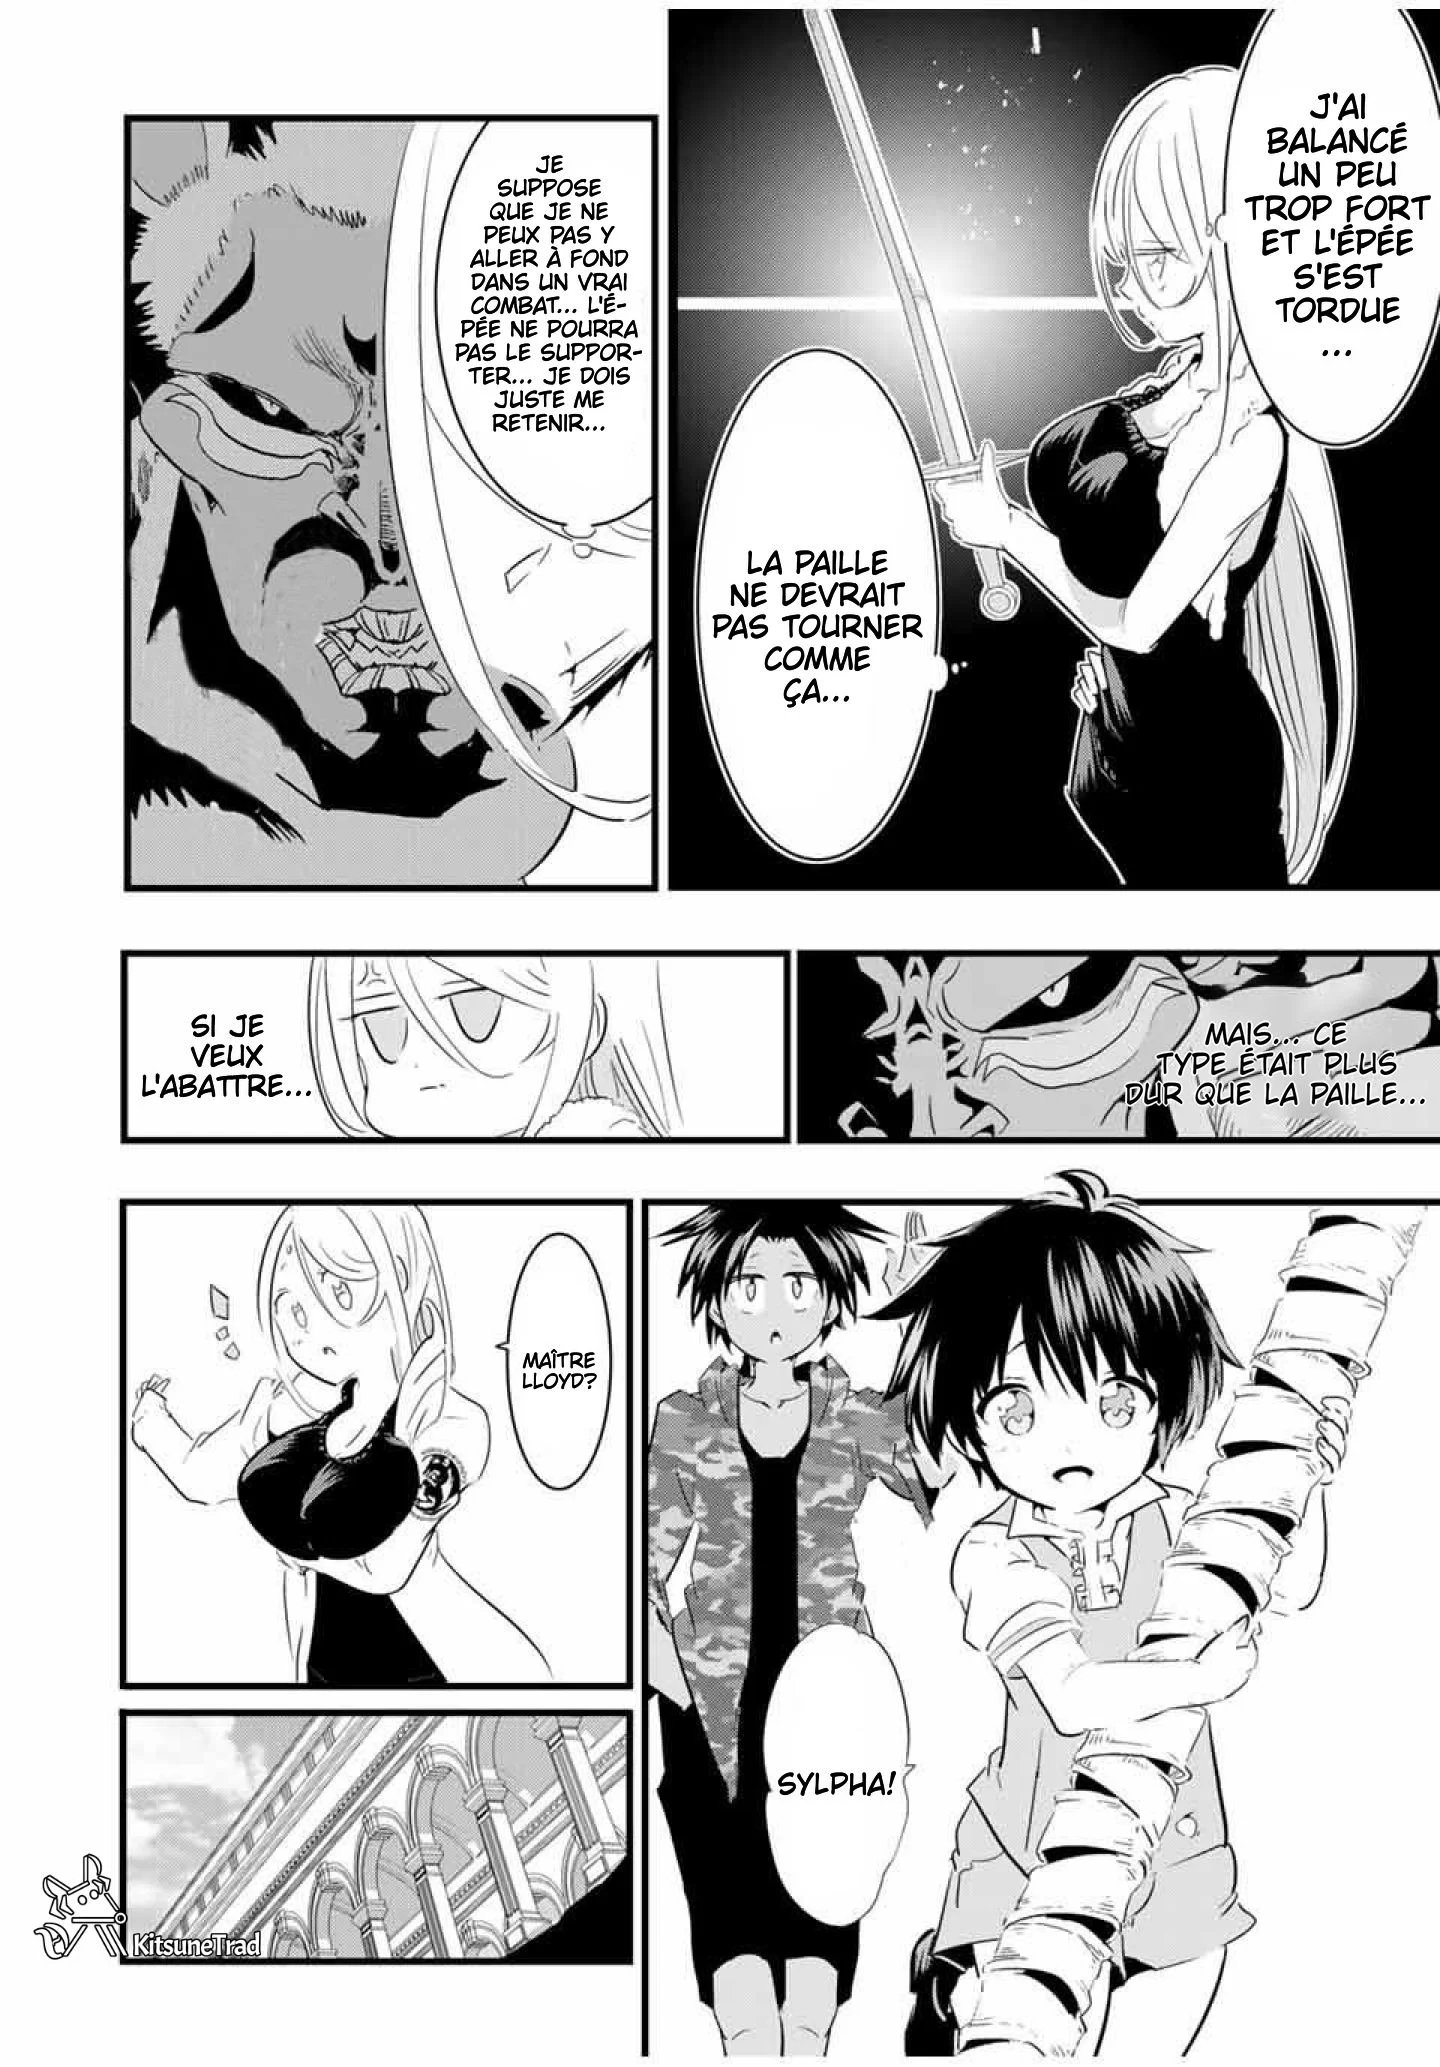 J'AI
BALANCÉ
UN PEU
TROP FORT
ET L'ÉPÉE
S'EST
TORDUE
...
LA PAILLE
NE DEVRAIT
PAS TOURNER
COMME
ÇA...
JE
SUPPOSE
QUE JE NE
PEUX PAS Y
ALLER À FOND
DANS UN VRAI
COMBAT... L'É-
PÉE NE POURRA
PAS LE SUPPOR-
TER... JE DOIS
JUSTE ME
RETENIR...
MAIS... CE
TYPE ÉTAIT PLUS
DUR QUE LA PAILLE...
SI JE
VEUX
L'ABATTRE...
SYLPHA!
MAÎTRE
LLOYD?
KitsuneTrad